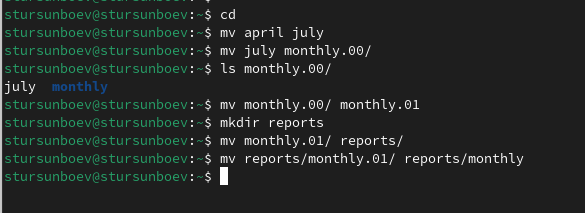 stursunboev@stursunboev:~$ cd
stursunboev@stursunboev:~$ mv april july
stursunboev@stursunboev:~$ mv july monthly.00/
stursunboev@stursunboev:~$ ls monthly.00/
july  monthly
stursunboev@stursunboev:~$ mv monthly.00/ monthly.01
stursunboev@stursunboev:~$ mkdir reports
stursunboev@stursunboev:~$ mv monthly.01/ reports/
stursunboev@stursunboev:~$ mv reports/monthly.01/ reports/monthly
stursunboev@stursunboev:~$